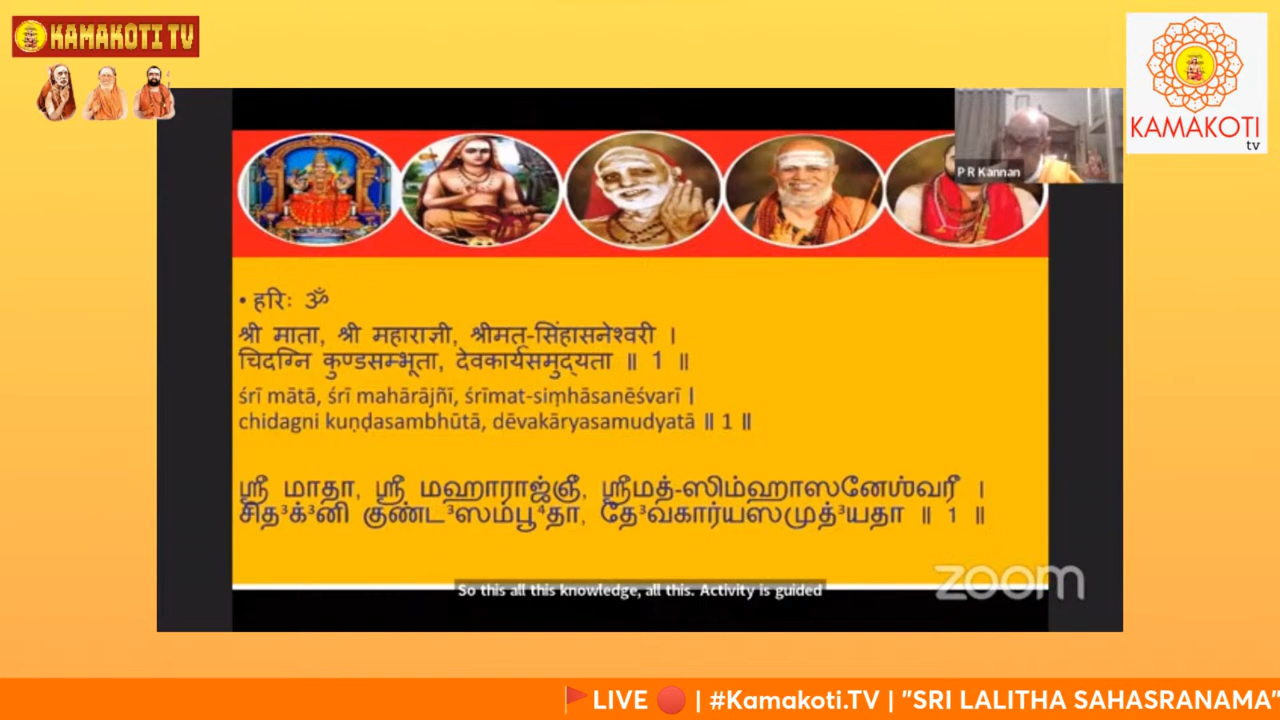 KAMAKOTI TV
KAMAKOTI
tv
P R Kannan
• हरिः ॐ
श्री माता, श्री महाराज्ञी, श्रीमत्-सिंहासनेश्वरी ।
चिदग्नि कुण्डसम्भूता, देवकार्यसमुद्यता ॥ 1 ॥
śrī mātā, śrī mahārājñī, śrīmat-siṃhāsanēśvarī ।
chidagni kuṇḍasambhūtā, dēvakāryasamudyatā ॥ 1 ॥
ஶ்ரீ மாதா, ஶ்ரீ மஹாராஜ்ஞீ, ஶ்ரீமத்-ஸிம்ஹாஸனேஶ்வரீ ।
சித³க்³னி குண்ட³ஸம்பூ⁴தா, தே³வகார்யஸமுத்³யதா ॥ 1 ॥
zoom
So this all this knowledge, all this. Activity is guided
LIVE | #Kamakoti.TV | "SRI LALITHA SAHASRANAMA"